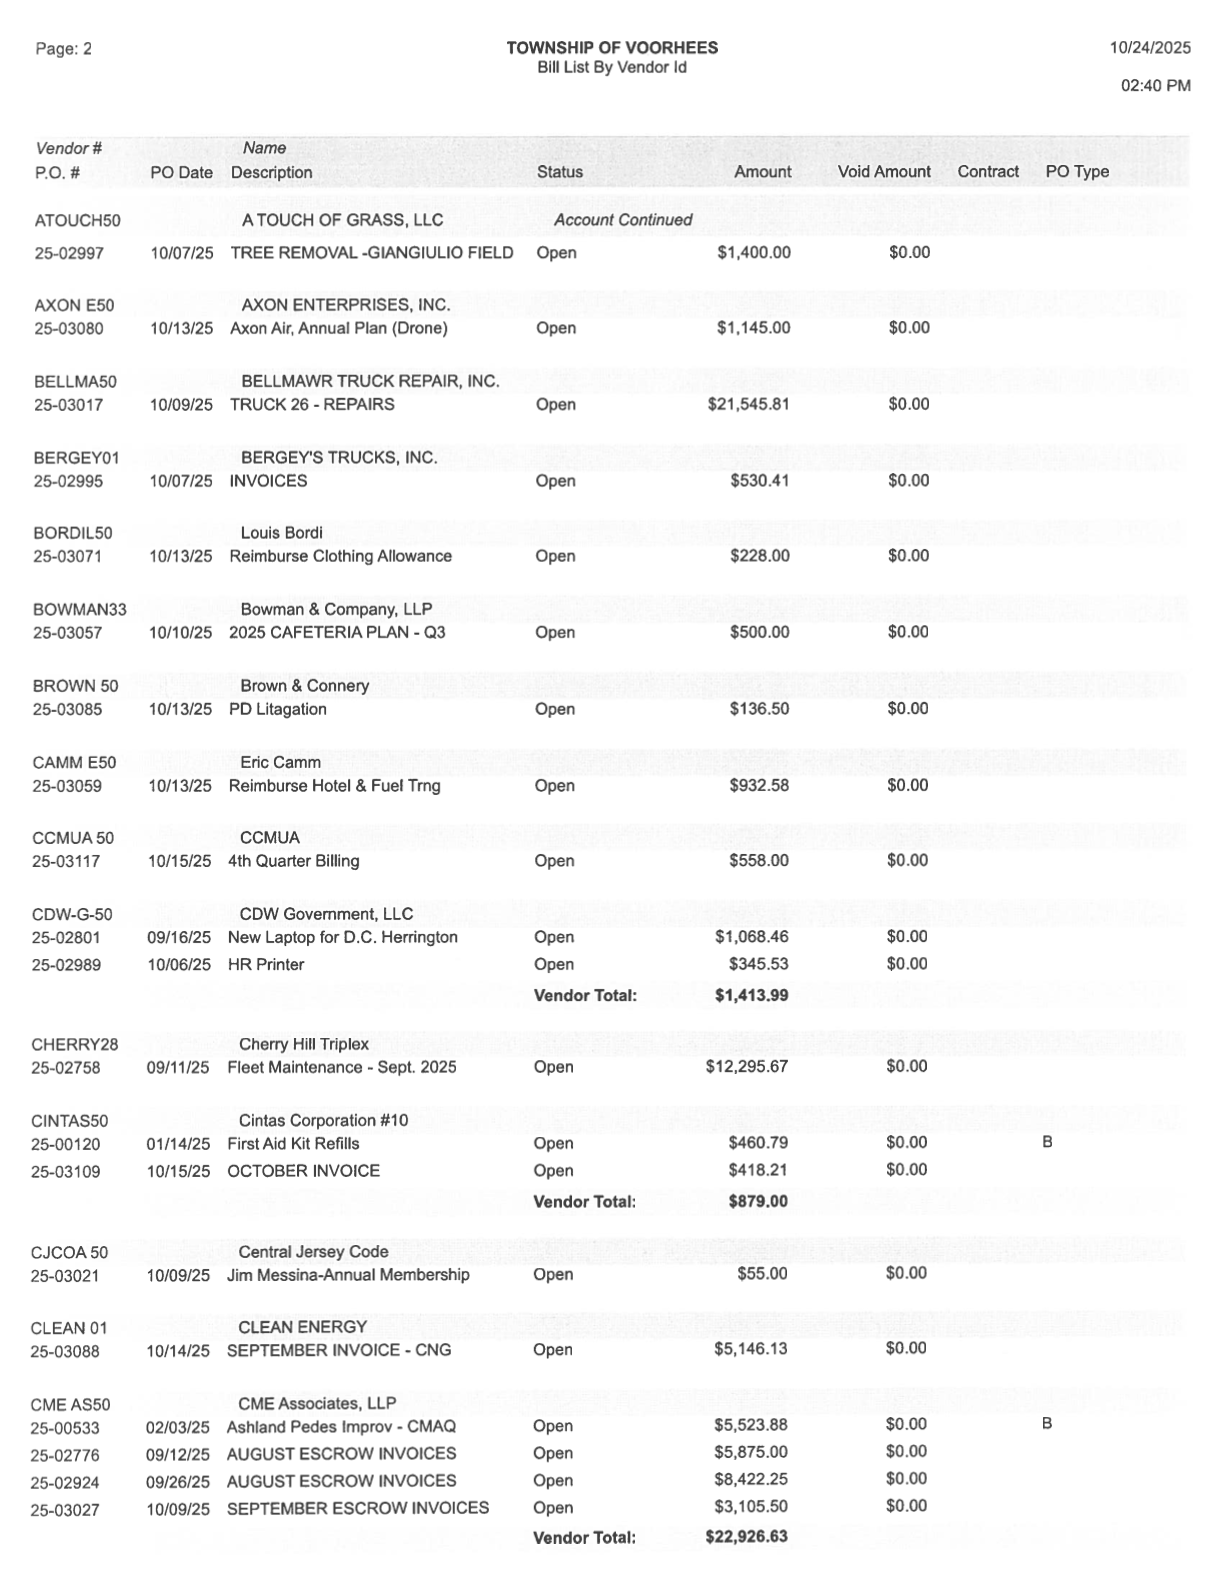 Page: 2 TOWNSHIP OF VOORHEES 10/24/2025
Bill List By Vendor Id
02:40 PM
Vendor # Name
P.O. # PO Date Description Status Amount Void Amount Contract PO Type
ATOUCH50 A TOUCH OF GRASS, LLC Account Continued
25-02997 10/07/25 TREE REMOVAL -GIANGIULIO FIELD Open $1,400.00 $0.00
AXON E50 AXON ENTERPRISES, INC.
25-03080 10/13/25 Axon Air, Annual Plan (Drone) Open $1,145.00 $0.00
BELLMA50 BELLMAWR TRUCK REPAIR, INC.
25-03017 10/09/25 TRUCK 26 - REPAIRS Open $21,545.81 $0.00
BERGEY01 BERGEY'S TRUCKS, INC.
25-02995 10/07/25 INVOICES Open $530.41 $0.00
BORDIL50 Louis Bordi
25-03071 10/13/25 Reimburse Clothing Allowance Open $228.00 $0.00
BOWMAN33 Bowman & Company, LLP
25-03057 10/10/25 2025 CAFETERIA PLAN - Q3 Open $500.00 $0.00
BROWN 50 Brown & Connery
25-03085 10/13/25 PD Litagation Open $136.50 $0.00
CAMM E50 Eric Camm
25-03059 10/13/25 Reimburse Hotel & Fuel Trng Open $932.58 $0.00
CCMUA 50 CCMUA
25-03117 10/15/25 4th Quarter Billing Open $558.00 $0.00
CDW-G-50 CDW Government, LLC
25-02801 09/16/25 New Laptop for D.C. Herrington Open $1,068.46 $0.00
25-02989 10/06/25 HR Printer Open $345.53 $0.00
Vendor Total: $1,413.99
CHERRY28 Cherry Hill Triplex
25-02758 09/11/25 Fleet Maintenance - Sept. 2025 Open $12,295.67 $0.00
CINTAS50 Cintas Corporation #10
25-00120 01/14/25 First Aid Kit Refills Open $460.79 $0.00 B
25-03109 10/15/25 OCTOBER INVOICE Open $418.21 $0.00
Vendor Total: $879.00
CJCOA 50 Central Jersey Code
25-03021 10/09/25 Jim Messina-Annual Membership Open $55.00 $0.00
CLEAN 01 CLEAN ENERGY
25-03088 10/14/25 SEPTEMBER INVOICE - CNG Open $5,146.13 $0.00
CME AS50 CME Associates, LLP
25-00533 02/03/25 Ashland Pedes Improv - CMAQ Open $5,523.88 $0.00 B
25-02776 09/12/25 AUGUST ESCROW INVOICES Open $5,875.00 $0.00
25-02924 09/26/25 AUGUST ESCROW INVOICES Open $8,422.25 $0.00
25-03027 10/09/25 SEPTEMBER ESCROW INVOICES Open $3,105.50 $0.00
Vendor Total: $22,926.63